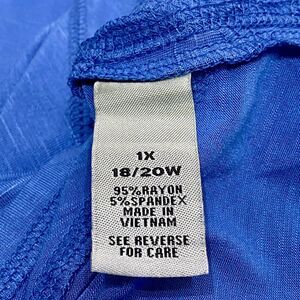 1X
18/20W
95%RAYON
5%SPANDEX
MADE IN
VIETNAM
SEE REVERSE
FOR CARE